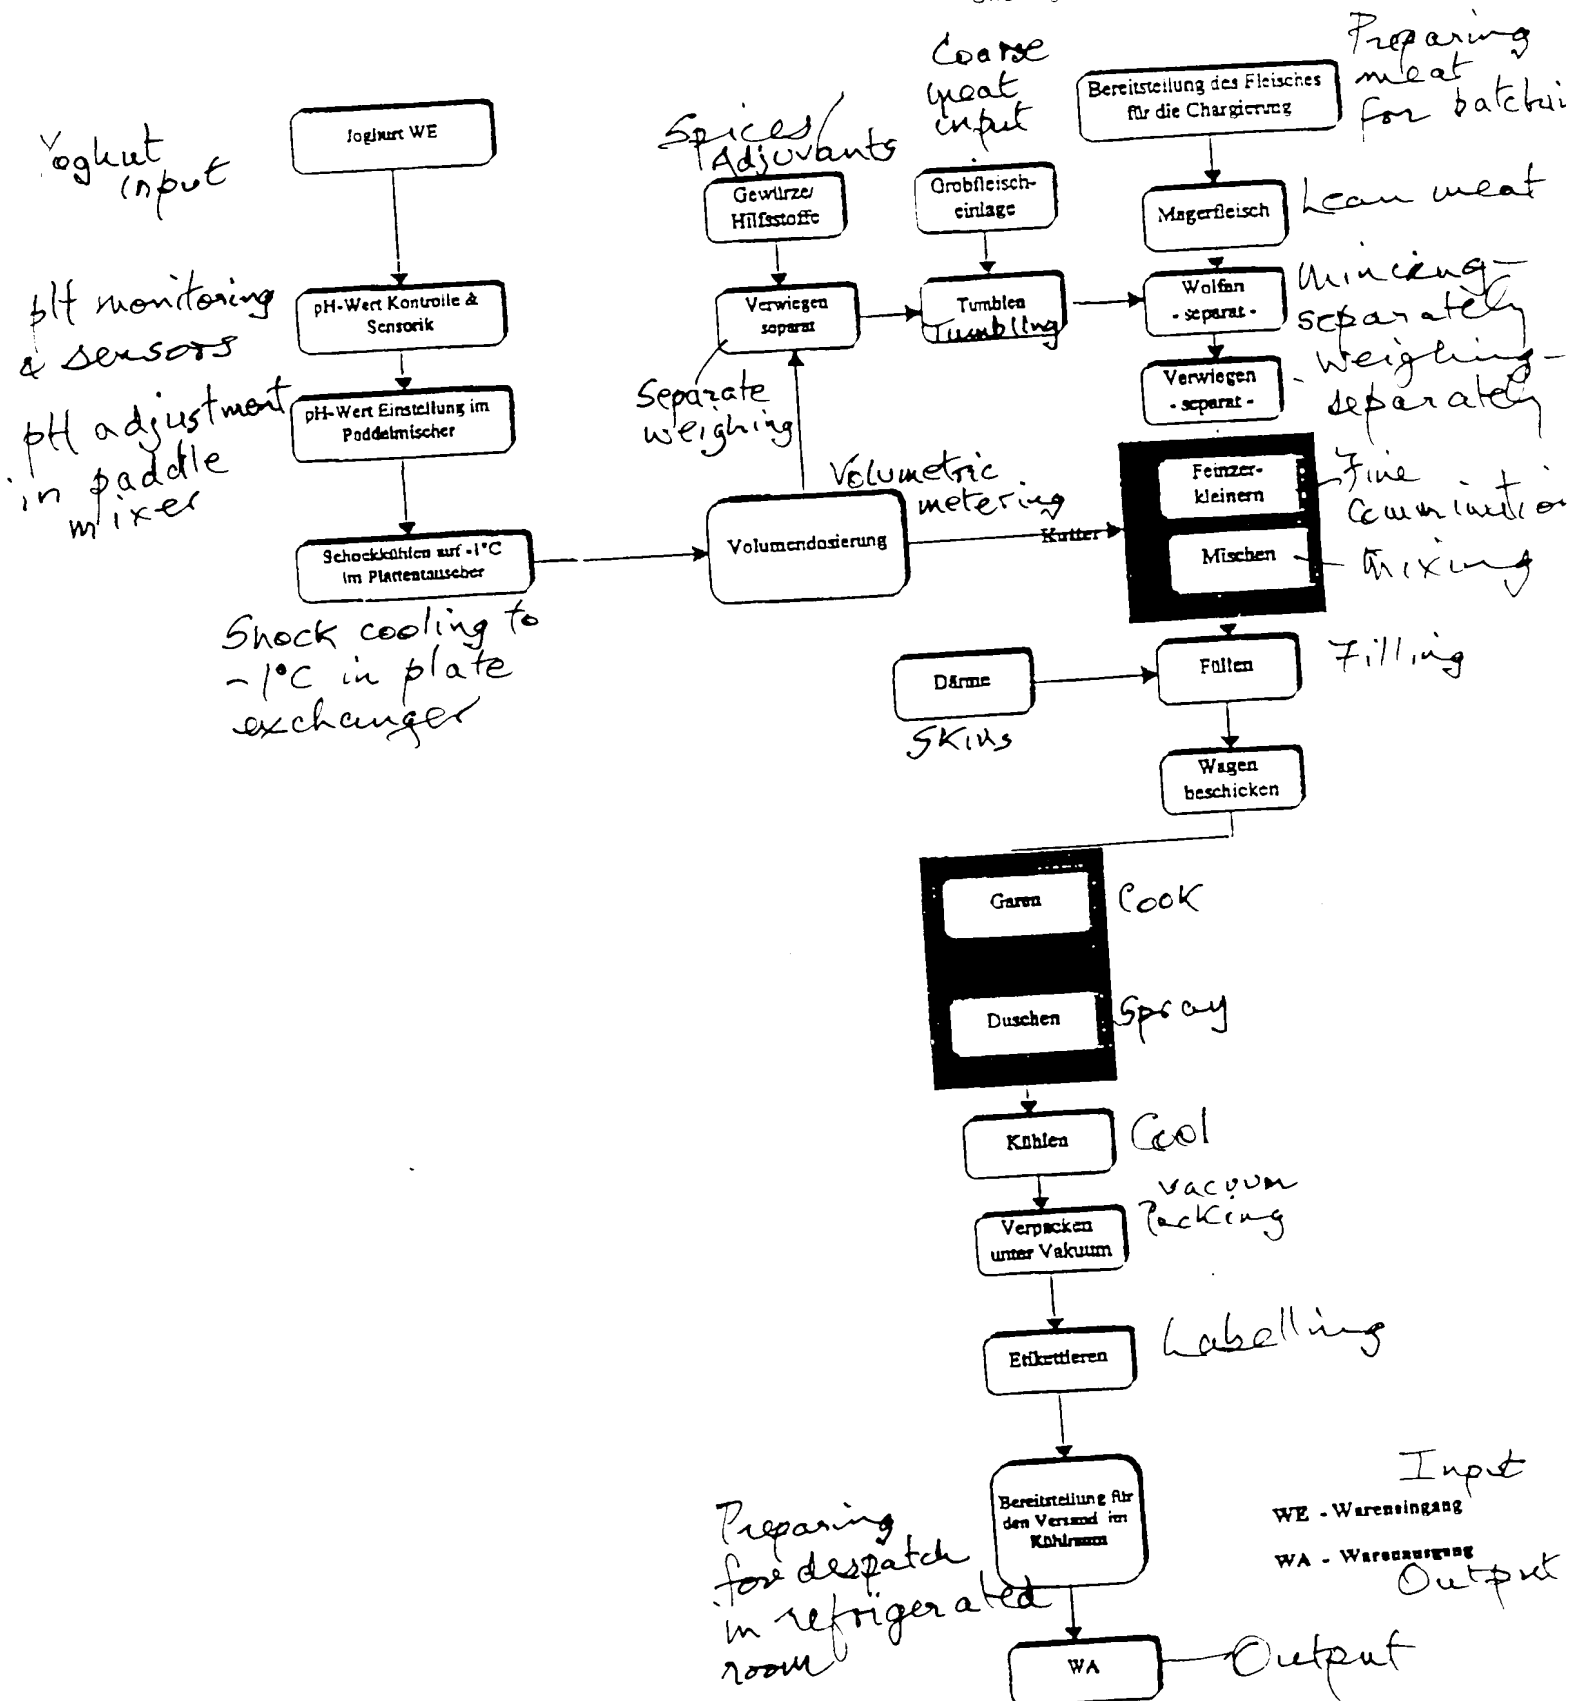 Yoghut
input
Joghurt WE
pH monitoring
& sensors
pH-Wert Kontrolle &
Sensorik
pH adjustment
in paddle
mixer
pH-Wert Einstellung im
Paddelmischer
Schockkühlen auf -1°C
im Plattentauscher
Shock cooling to
-1°C in plate
exchanger
Spices/
Adjuvants
Gewürze/
Hilfsstoffe
Verwiegen
separat
Separate
weighing
Volumetric
metering
Volumendosierung
Kutter
Coarse
meat
input
Grobfleisch-
einlage
Tumblen
Tumbling
Preparing
meat
for batchi
Bereitstellung des Fleisches
für die Chargierung
Magerfleisch
Lean meat
Wolfen
- separat -
Mincing -
separately
Verwiegen
- separat -
- weighing -
separately
Feinzer-
kleinern
Fine
Comminutio
Mischen
Mixing
Därme
Skins
Füllen
Filling
Wagen
beschicken
Garen
Cook
Duschen
Spray
Kühlen
Cool
Verpacken
unter Vakuum
vacuum
Packing
Etikettieren
Labelling
Bereitstellung für
den Versand im
Kühlraum
Preparing
for despatch
in refrigerated
room
Input
WE - Wareneingang
WA - Warenausgang
Output
WA
Output